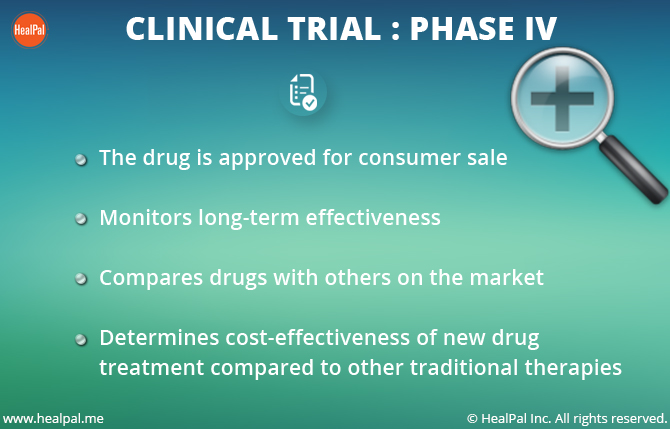 HealPal
CLINICAL TRIAL : PHASE IV
The drug is approved for consumer sale
Monitors long-term effectiveness
Compares drugs with others on the market
Determines cost-effectiveness of new drug
treatment compared to other traditional therapies
www.healpal.me
© HealPal Inc. All rights reserved.